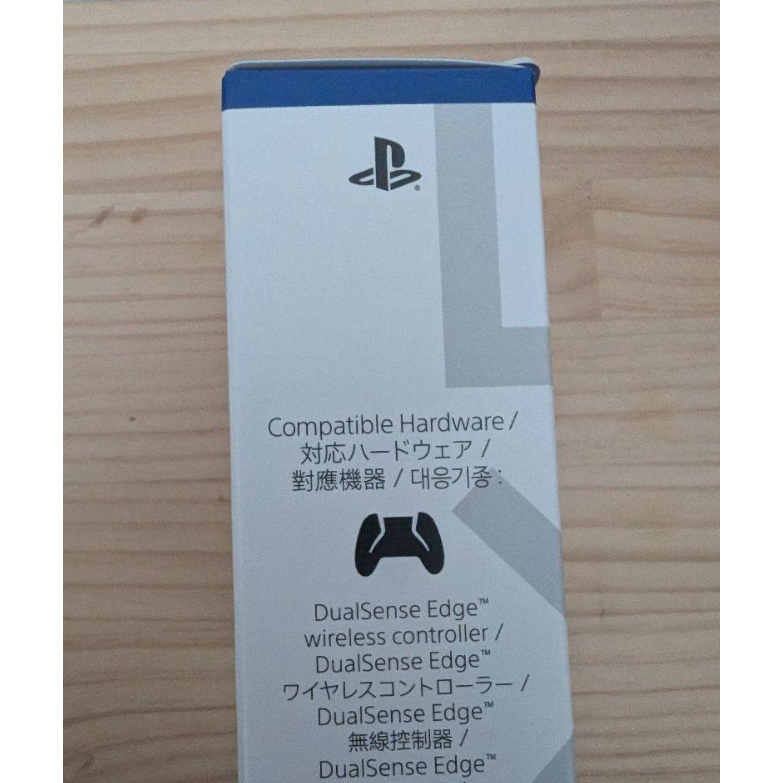 Compatible Hardware /
対応ハードウェア /
對應機器 / 대응기종 :
DualSense Edge™
wireless controller /
DualSense Edge™
ワイヤレスコントローラー /
DualSense Edge™
無線控制器 /
DualSense Edge™